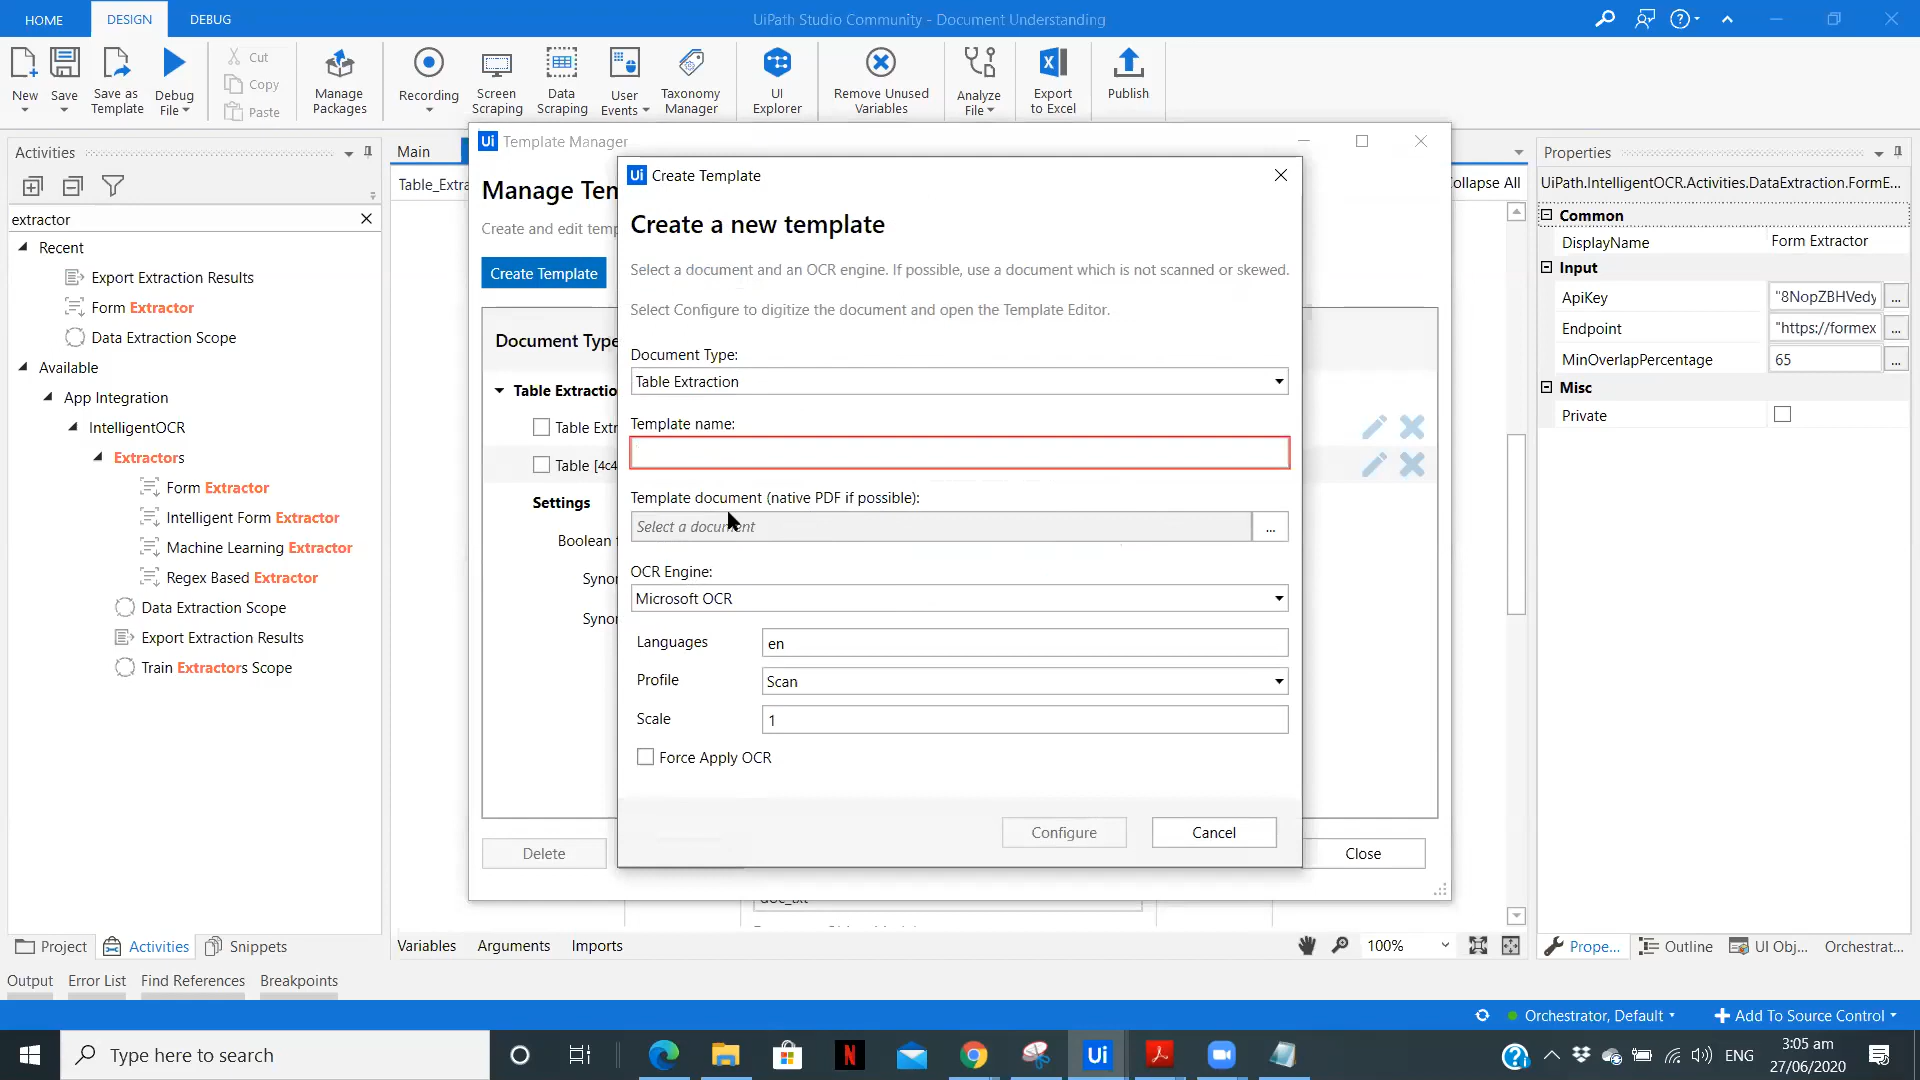 HOME
DESIGN
DEBUG
UiPath Studio Community - Document Understanding
New
Save
Save as Template
Debug File
Cut
Copy
Paste
Manage Packages
Recording
Screen Scraping
Data Scraping
User Events
Taxonomy Manager
UI Explorer
Remove Unused Variables
Analyze File
Export to Excel
Publish
Activities
extractor
Recent
Export Extraction Results
Form Extractor
Data Extraction Scope
Available
App Integration
IntelligentOCR
Extractors
Form Extractor
Intelligent Form Extractor
Machine Learning Extractor
Regex Based Extractor
Data Extraction Scope
Export Extraction Results
Train Extractors Scope
Project
Activities
Snippets
Main
Table_Extra
Ui Template Manager
Manage Ten
Create and edit temp
Create Template
Document Type
Table Extractio
Table Extr
Table [4c4
Settings
Boolean
Synor
Synor
Delete
Close
Ui Create Template
Create a new template
Select a document and an OCR engine. If possible, use a document which is not scanned or skewed.
Select Configure to digitize the document and open the Template Editor.
Document Type:
Table Extraction
Template name:
Template document (native PDF if possible):
Select a document
...
OCR Engine:
Microsoft OCR
Languages
en
Profile
Scan
Scale
1
Force Apply OCR
Configure
Cancel
ollapse All
Variables
Arguments
Imports
100%
Properties
UiPath.IntelligentOCR.Activities.DataExtraction.FormE...
Common
DisplayName
Form Extractor
Input
ApiKey
"8NopZBHVedy
...
Endpoint
"https://formex
...
MinOverlapPercentage
65
...
Misc
Private
Prope...
Outline
UI Obj...
Orchestrat...
Output
Error List
Find References
Breakpoints
Orchestrator, Default
Add To Source Control
Type here to search
N
Ui
ENG
3:05 am
27/06/2020